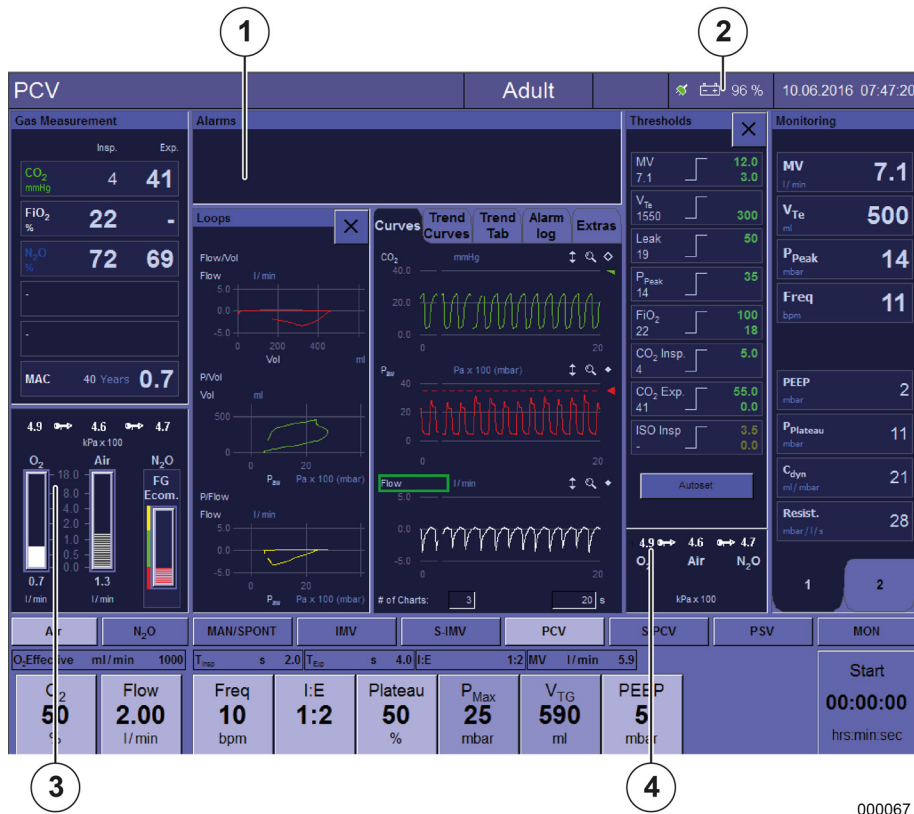 1
2
PCV
Adult
96 %
10.06.2016 07:47:20
Gas Measurement
Insp. Exp.
CO2 4 41
mmHg
FiO2 22 -
%
N2O 72 69
%
-
-
MAC 40 Years 0.7
4.9 4.6 4.7
kPa x 100
O2 Air N2O
18.0
8.0
4.0
2.0
1.0
0.5
0.0
FG
Ecom.
0.7 1.3
l/min l/min
Alarms
Loops
Flow/Vol
Flow l/min
5.0
0.0
-5.0
0 200 400
Vol ml
P/Vol
Vol ml
500
0
0 20
Paw Pa x 100 (mbar)
P/Flow
Flow l/min
5.0
0.0
-5.0
0 20
Paw Pa x 100 (mbar)
Curves
Trend Curves
Trend Tab
Alarm log
Extras
CO2 mmHg
40.0
20.0
0.0
0 20
Paw Pa x 100 (mbar)
40
20
0
0 20
Flow l/min
5.0
0.0
-5.0
0 20
# of Charts: 3 20 s
Thresholds
MV 12.0
7.1 3.0
VTe
1550 300
Leak 50
19
PPeak 35
14
FiO2 100
22 18
CO2 Insp. 5.0
4
CO2 Exp. 55.0
41 0.0
ISO Insp 3.5
- 0.0
Autoset
4.9 4.6 4.7
O2 Air N2O
kPa x 100
Monitoring
MV 7.1
l/min
VTe 500
ml
PPeak 14
mbar
Freq 11
bpm
PEEP 2
mbar
PPlateau 11
mbar
Cdyn 21
ml/mbar
Resist. 28
mbar/l/s
1 2
Air N2O MAN/SPONT IMV S-IMV PCV SPCV PSV MON
O2Effective ml/min 1000 TInsp s 2.0 TExp s 4.0 I:E 1:2 MV l/min 5.9
O2
50
%
Flow
2.00
l/min
Freq
10
bpm
I:E
1:2
Plateau
50
%
PMax
25
mbar
VTG
590
ml
PEEP
5
mbar
Start
00:00:00
hrs:min:sec
3
4
000067